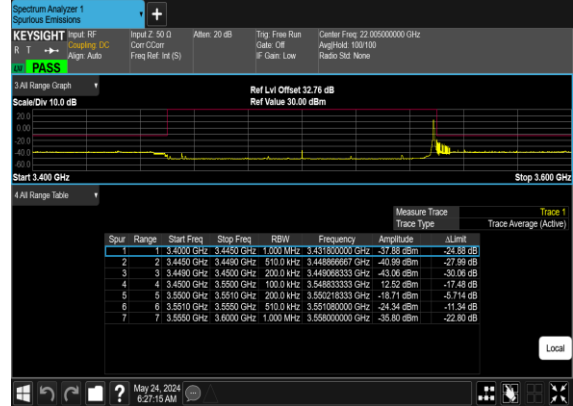 Spectrum Analyzer 1
Spurious Emissions
+
KEYSIGHT Input: RF Input Z: 50 Ω Atten: 20 dB Trig: Free Run Center Freq: 22.005000000 GHz
R T Coupling: DC Corr CCorr Gate: Off Avg|Hold: 100/100
Align: Auto Freq Ref: Int (S) IF Gain: Low Radio Std: None
PASS
3 All Range Graph
Ref Lvl Offset 32.76 dB
Scale/Div 10.0 dB Ref Value 30.00 dBm
20.0
0.00
-20.0
-40.0
-60.0
Start 3.400 GHz Stop 3.600 GHz
4 All Range Table
Measure Trace Trace 1
Trace Type Trace Average (Active)
Spur Range Start Freq Stop Freq RBW Frequency Amplitude ΔLimit
1 1 3.4000 GHz 3.4450 GHz 1.000 MHz 3.431800000 GHz -37.88 dBm -24.88 dB
2 2 3.4450 GHz 3.4490 GHz 510.0 kHz 3.448866667 GHz -40.99 dBm -27.99 dB
3 3 3.4490 GHz 3.4500 GHz 200.0 kHz 3.449068333 GHz -43.06 dBm -30.06 dB
4 4 3.4500 GHz 3.5500 GHz 100.0 kHz 3.548833333 GHz 12.52 dBm -17.48 dB
5 5 3.5500 GHz 3.5510 GHz 200.0 kHz 3.550218333 GHz -18.71 dBm -5.714 dB
6 6 3.5510 GHz 3.5550 GHz 510.0 kHz 3.551080000 GHz -24.34 dBm -11.34 dB
7 7 3.5550 GHz 3.6000 GHz 1.000 MHz 3.558000000 GHz -35.80 dBm -22.80 dB
Local
? May 24, 2024
6:27:15 AM